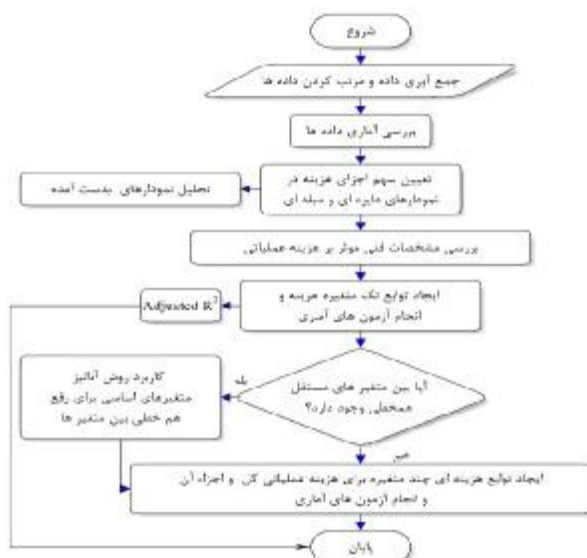 شروع
جمع آوری داده و مرتب کردن داده ها
بررسی آماری داده ها
تعیین سهم اجزای هزینه در
نمودارهای دایره ای و میله ای
تحلیل نمودارهای بدست آمده
بررسی مشخصات فنی موثر بر هزینه عملیاتی
ایجاد توابع تک متغیره هزینه و
انجام آزمون های آماری
Adjusted R²
آیا بین متغیر های مستقل
همخطی وجود دارد؟
بله
کاربرد روش آنالیز
متغیرهای اساسی برای رفع
هم خطی بین متغیر ها
خیر
ایجاد توابع هزینه ای چند متغیره برای هزینه عملیاتی کل و اجزاء آن
و انجام آزمون های آماری
پایان